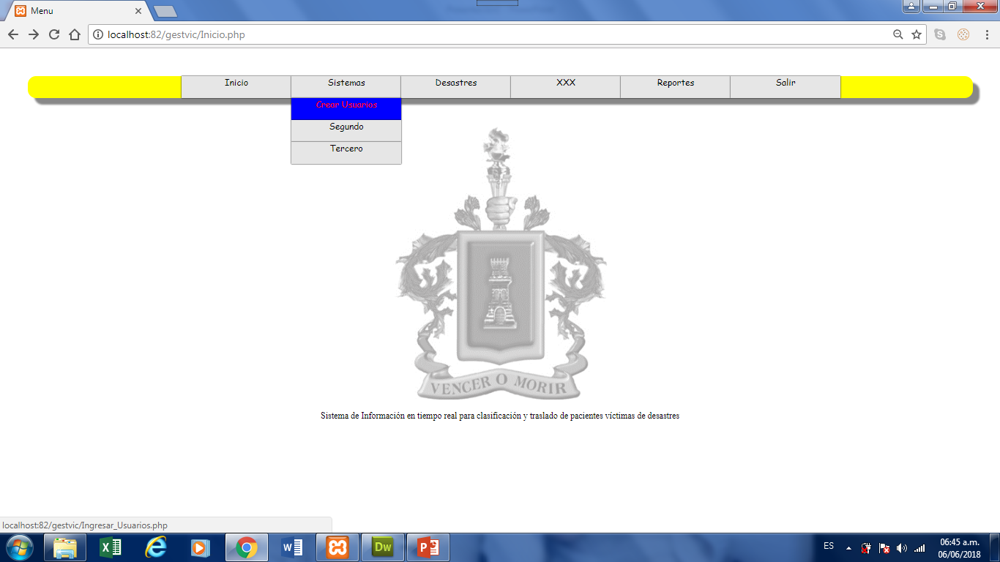 Menu
localhost:82/gestvic/Inicio.php
Inicio Sistemas Desastres XXX Reportes Salir
Crear Usuarios
Segundo
Tercero
VENCER O MORIR
Sistema de Información en tiempo real para clasificación y traslado de pacientes víctimas de desastres
localhost:82/gestvic/Ingresar_Usuarios.php
Dw
ES
06:45 a.m.
06/06/2018